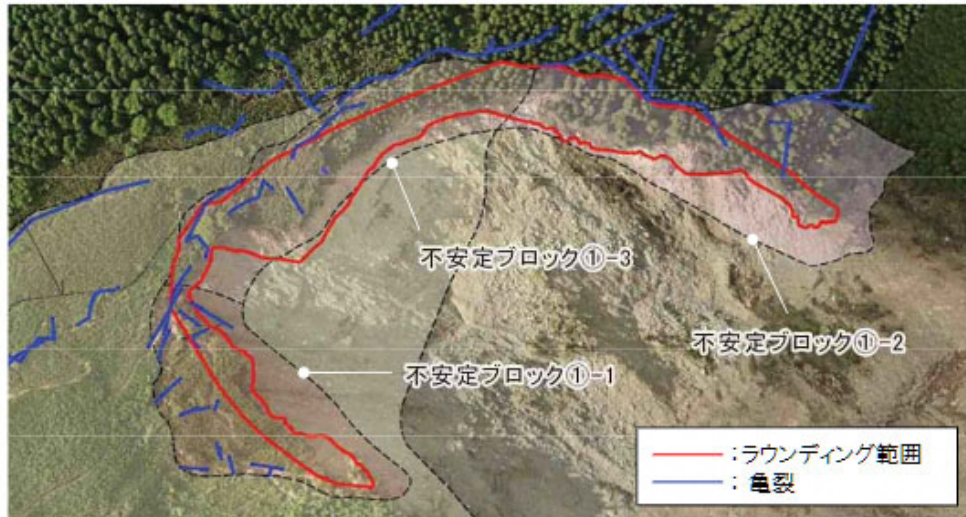 不安定ブロック①-3
不安定ブロック①-2
不安定ブロック①-1
：ラウンディング範囲
：亀裂